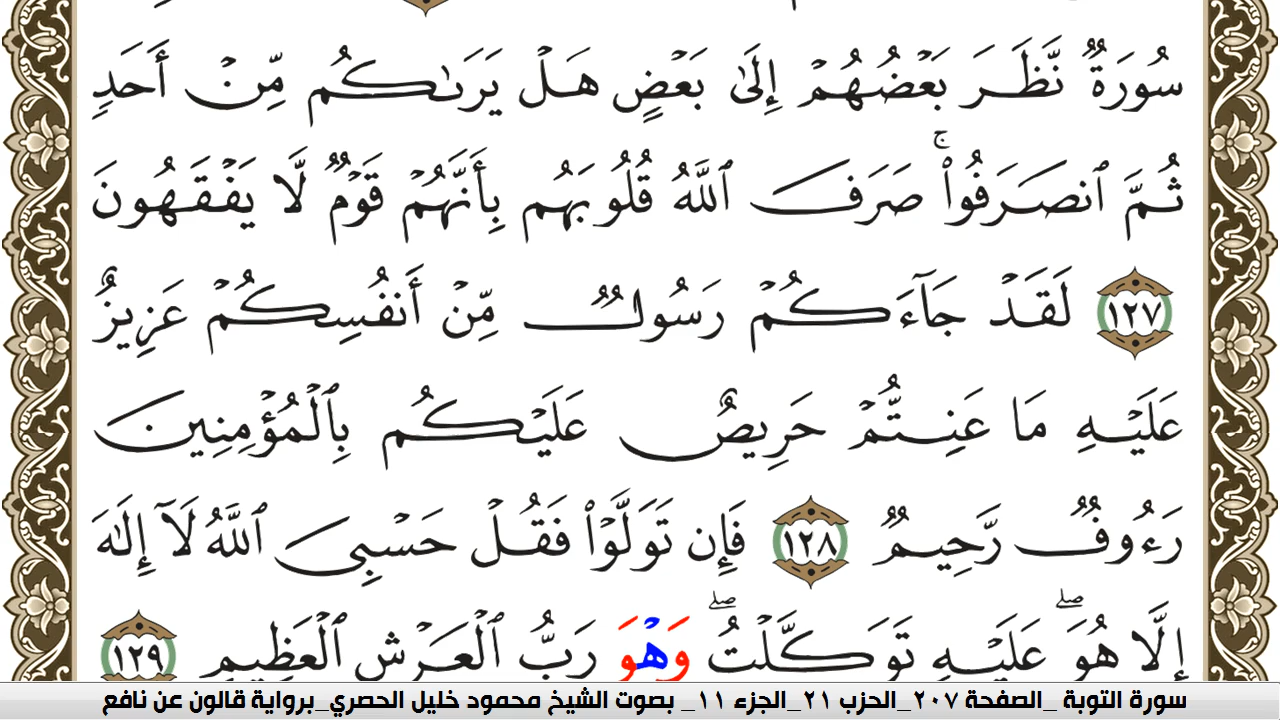 سُورَةٌ نَّظَرَ بَعْضُهُمْ إِلَىٰ بَعْضٍ هَلْ يَرَىٰكُم مِّنْ أَحَدٍ
ثُمَّ ٱنصَرَفُوا۟ ۚ صَرَفَ ٱللَّهُ قُلُوبَهُم بِأَنَّهُمْ قَوْمٌ لَّا يَفْقَهُونَ
١٢٧ لَقَدْ جَآءَكُمْ رَسُولٌ مِّنْ أَنفُسِكُمْ عَزِيزٌ
عَلَيْهِ مَا عَنِتُّمْ حَرِيصٌ عَلَيْكُم بِٱلْمُؤْمِنِينَ
رَءُوفٌ رَّحِيمٌ ١٢٨ فَإِن تَوَلَّوْا۟ فَقُلْ حَسْبِىَ ٱللَّهُ لَآ إِلَٰهَ
إِلَّا هُوَ ۖ عَلَيْهِ تَوَكَّلْتُ ۖ وَهْوَ رَبُّ ٱلْعَرْشِ ٱلْعَظِيمِ ١٢٩
سورة التوبة _الصفحة ٢٠٧_الحزب ٢١_الجزء ١١_ بصوت الشيخ محمود خليل الحصري_برواية قالون عن نافع